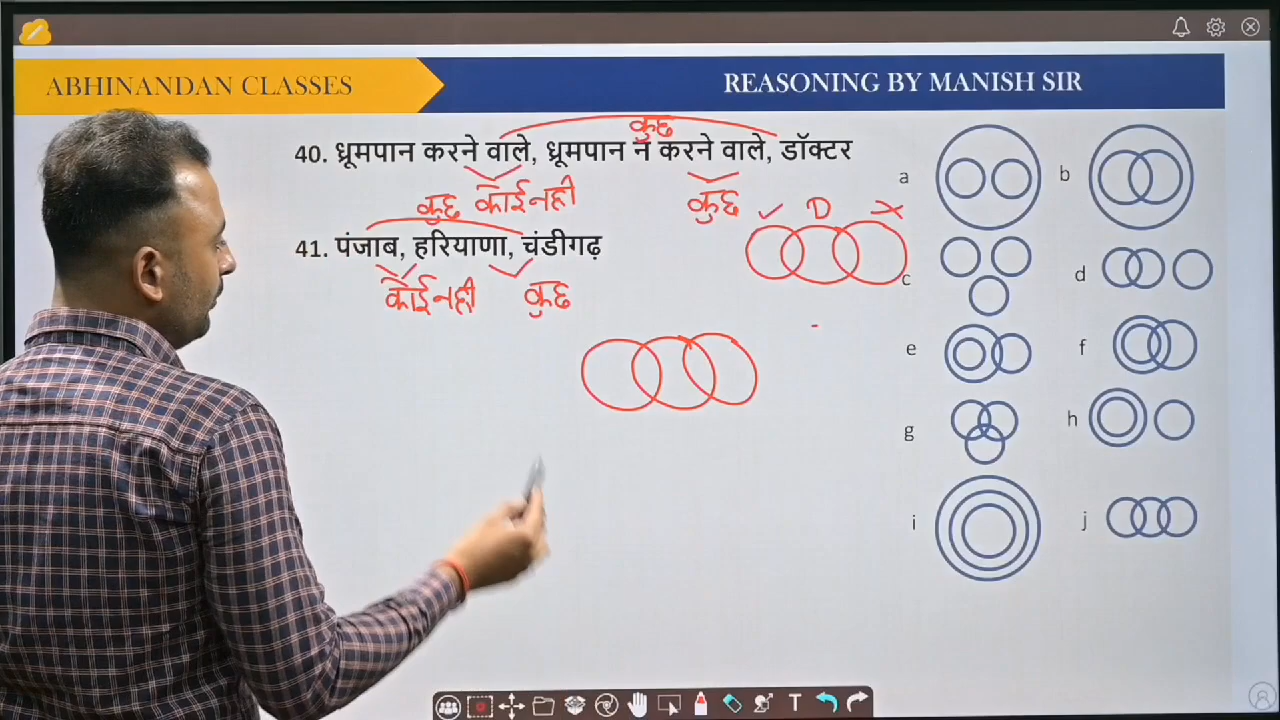 ABHINANDAN CLASSES
REASONING BY MANISH SIR
कुछ
40. ध्रूमपान करने वाले, ध्रूमपान न करने वाले, डॉक्टर
कुछ कोई नही कुछ
✓ D ×
41. पंजाब, हरियाणा, चंडीगढ़
कोई नही कुछ
a
b
c
d
e
f
g
h
i
j
T